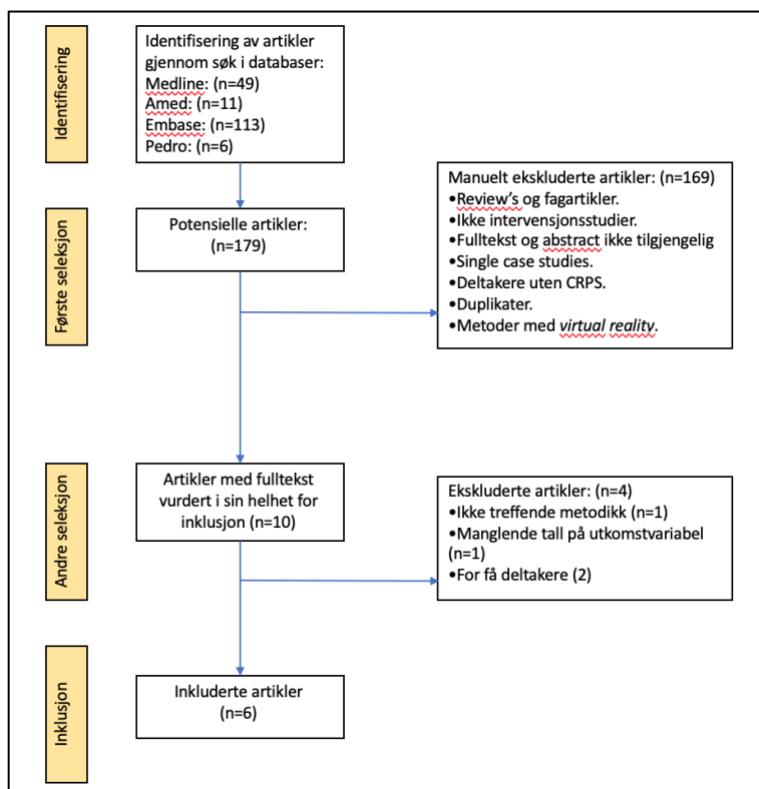 Identifisering
Identifisering av artikler
gjennom søk i databaser:
Medline: (n=49)
Amed: (n=11)
Embase: (n=113)
Pedro: (n=6)
Første seleksjon
Potensielle artikler:
(n=179)
Manuelt ekskluderte artikler: (n=169)
•Review's og fagartikler.
•Ikke intervensjonsstudier.
•Fulltekst og abstract ikke tilgjengelig
•Single case studies.
•Deltakere uten CRPS.
•Duplikater.
•Metoder med virtual reality.
Andre seleksjon
Artikler med fulltekst
vurdert i sin helhet for
inklusjon (n=10)
Ekskluderte artikler: (n=4)
•Ikke treffende metodikk (n=1)
•Manglende tall på utkomstvariabel
(n=1)
•For få deltakere (2)
Inklusjon
Inkluderte artikler
(n=6)